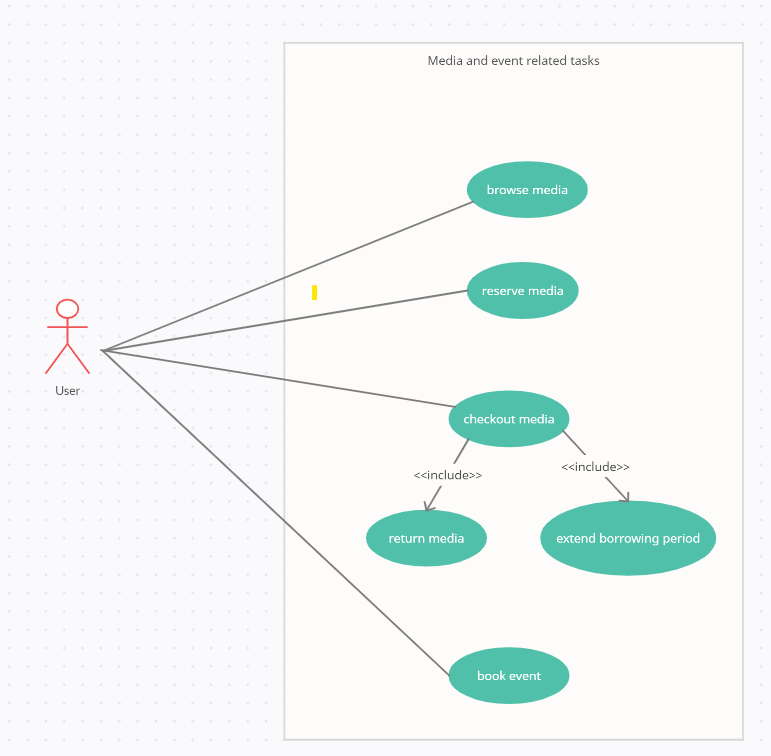 Media and event related tasks
browse media
reserve media
User
checkout media
<<include>>
<<include>>
return media
extend borrowing period
book event